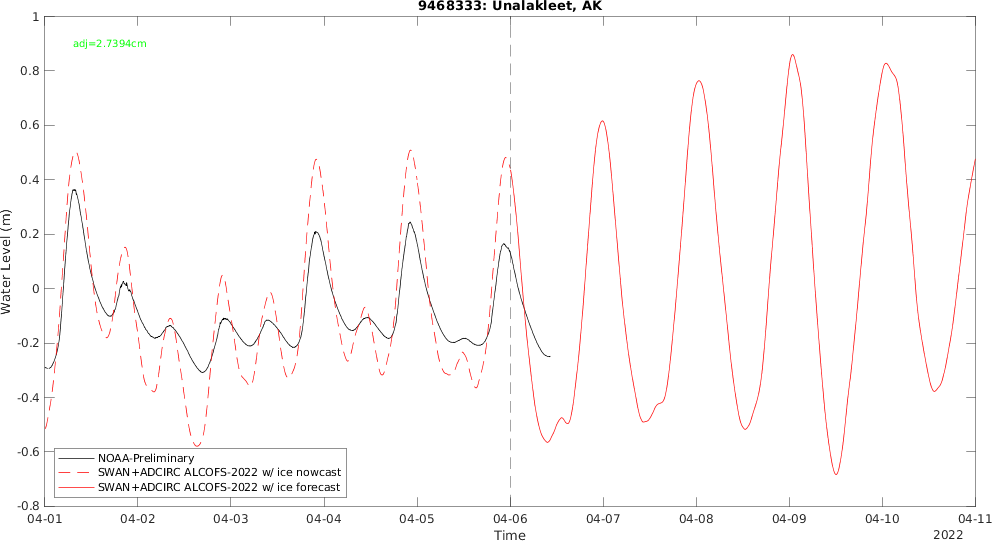 9468333: Unalakleet, AK
adj=2.7394cm
Water Level (m)
1
0.8
0.6
0.4
0.2
0
-0.2
-0.4
-0.6
-0.8
NOAA-Preliminary
SWAN+ADCIRC ALCOFS-2022 w/ ice nowcast
SWAN+ADCIRC ALCOFS-2022 w/ ice forecast
04-01 04-02 04-03 04-04 04-05 04-06 04-07 04-08 04-09 04-10 04-11
Time
2022